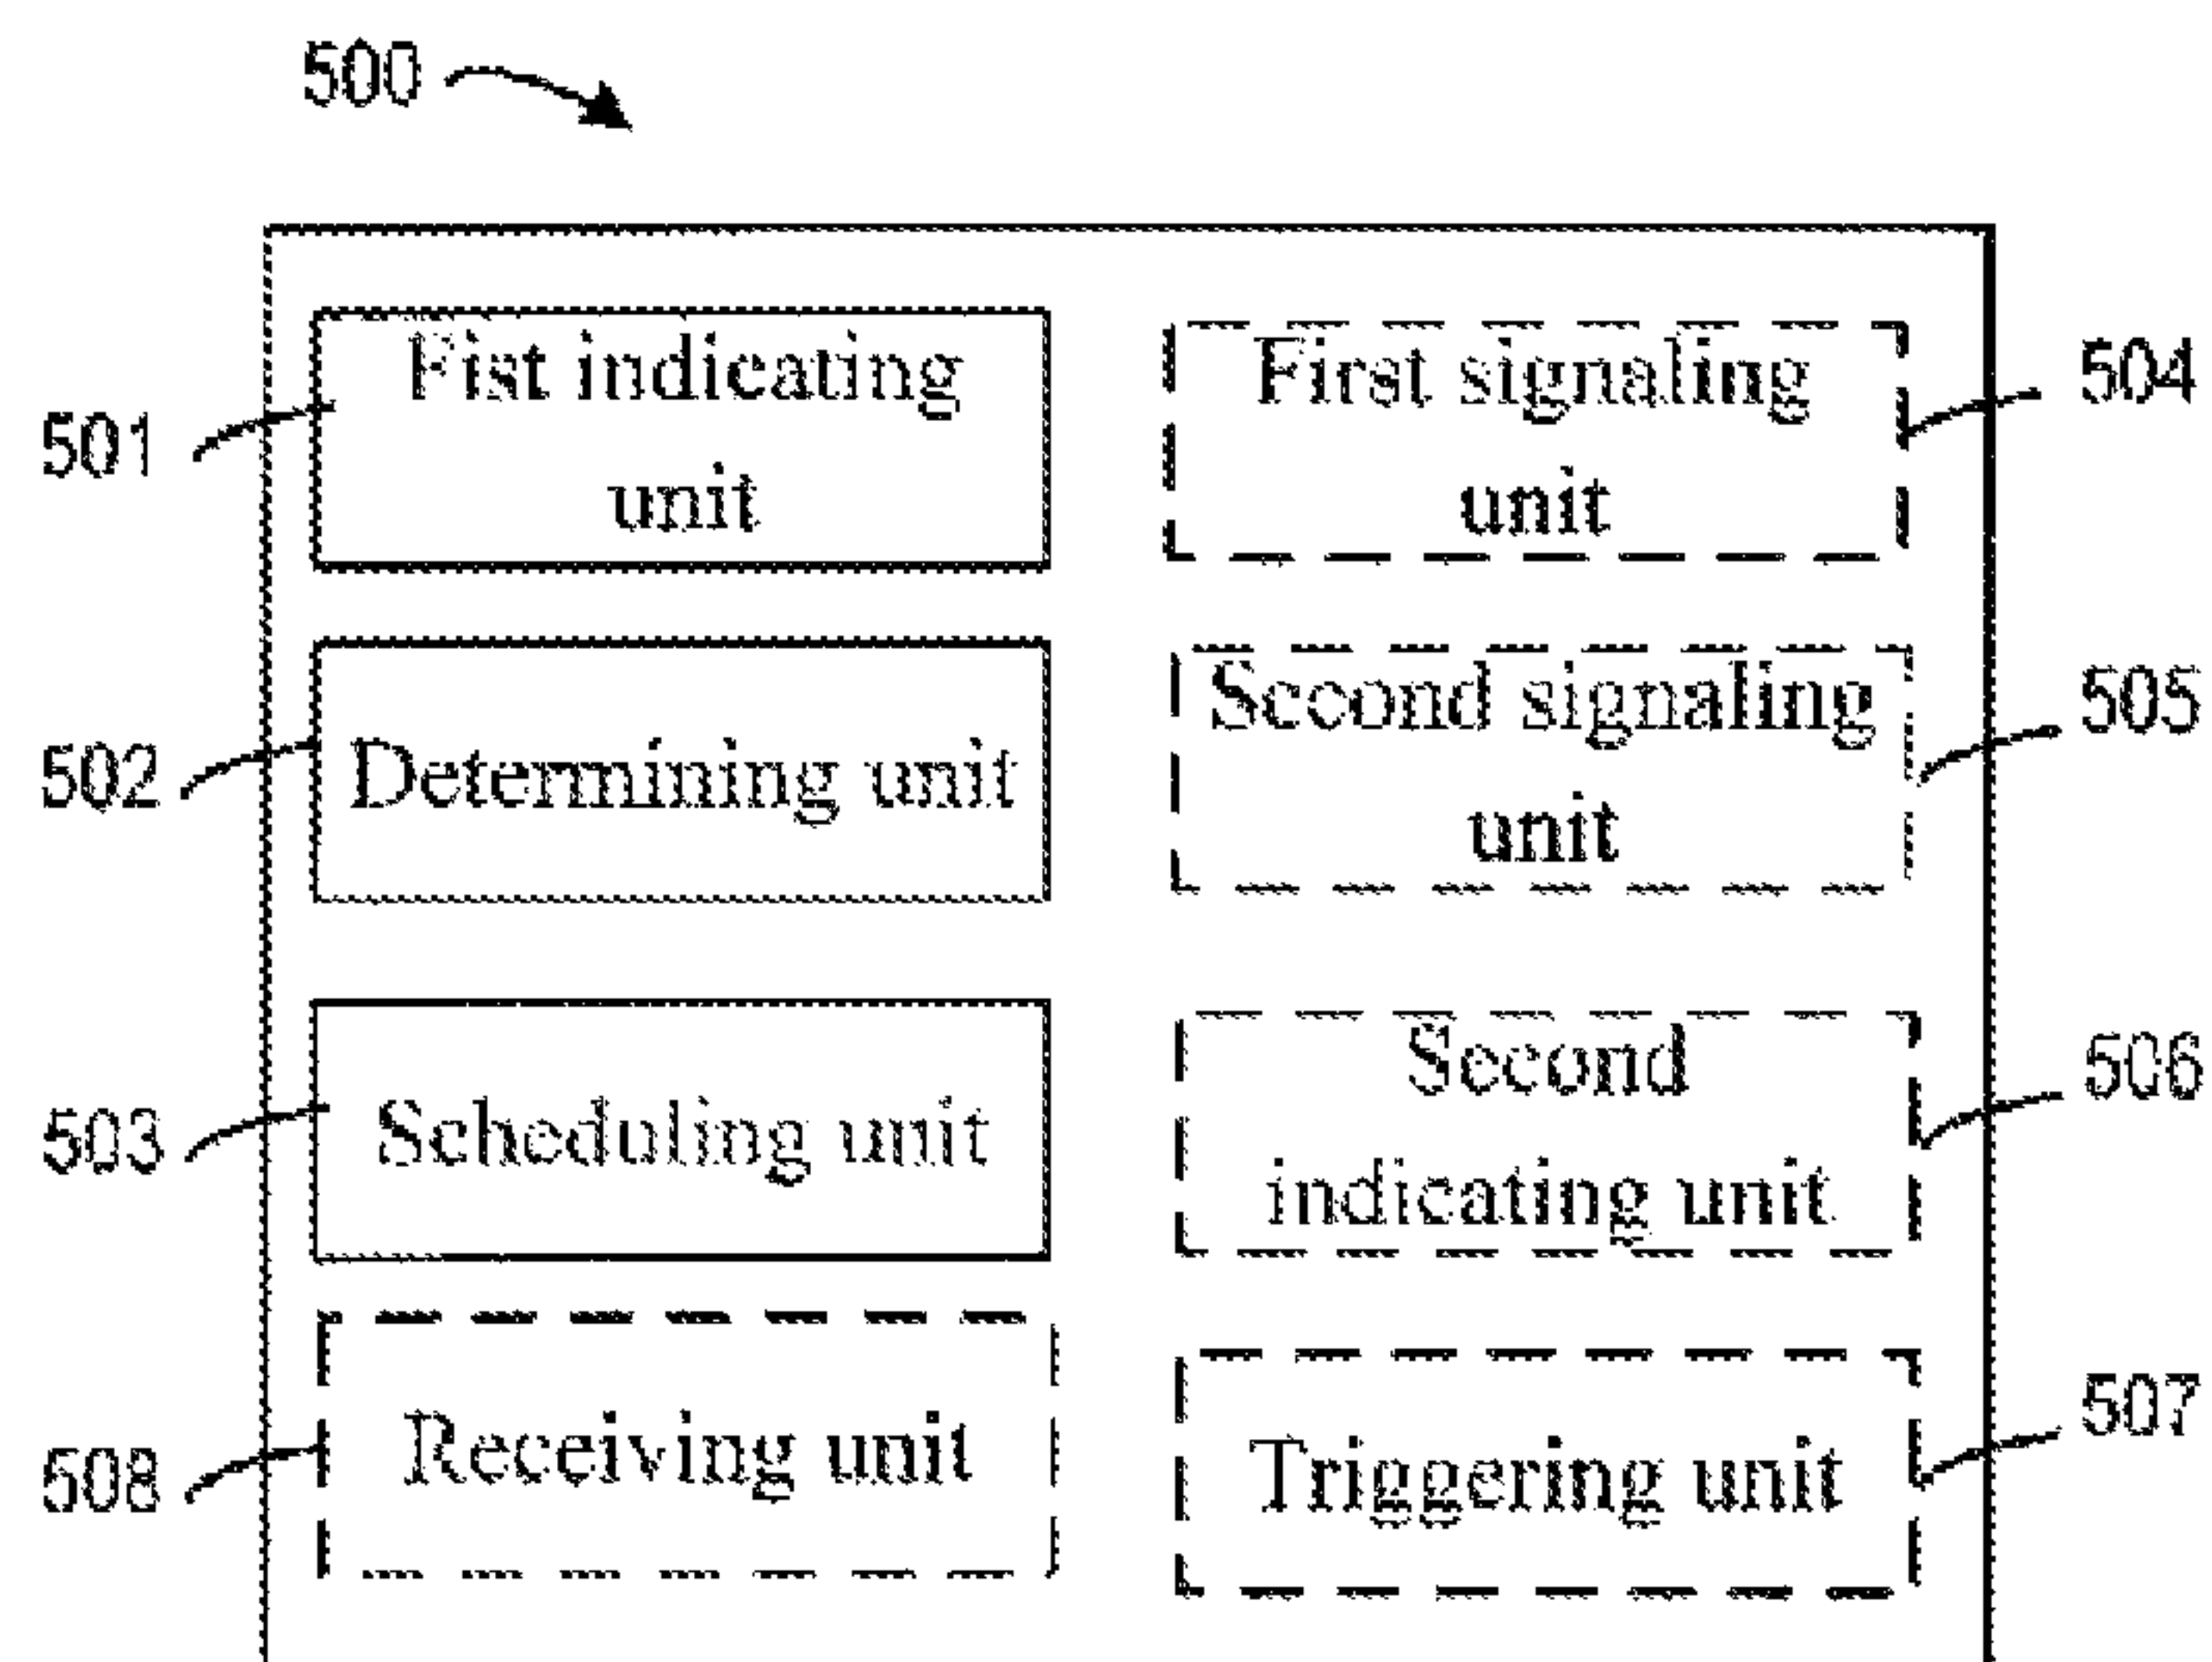 500
501
Fist indicating
unit
First signaling
unit
504
502
Determining unit
Second signaling
unit
505
503
Scheduling unit
Second
indicating unit
506
508
Receiving unit
Triggering unit
507